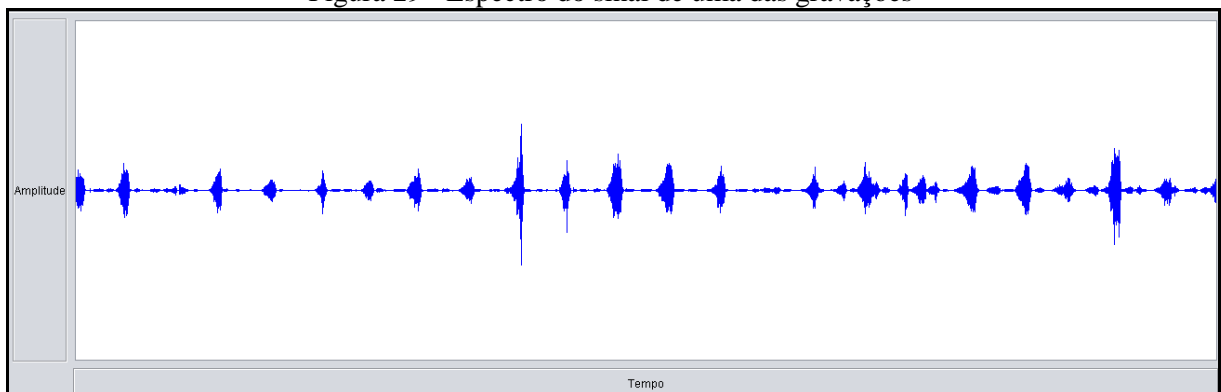 Figura 29 - Espectro do sinal de uma das gravações
Amplitude
Tempo